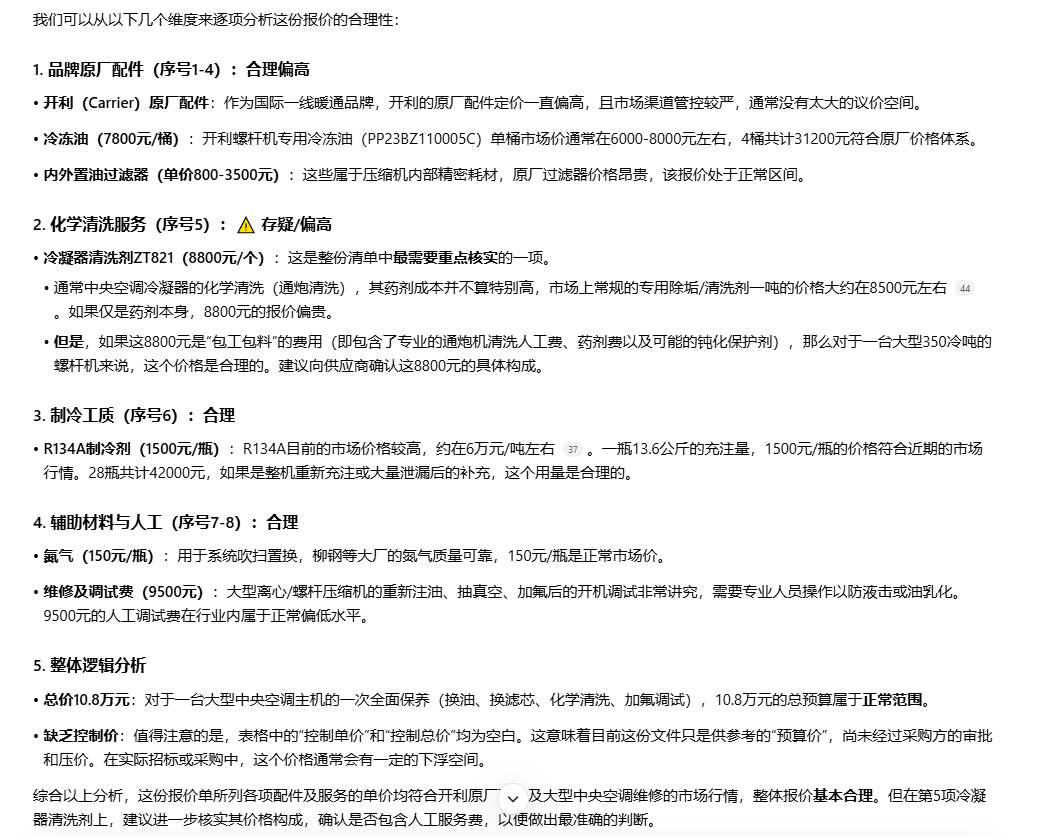 我们可以从以下几个维度来逐项分析这份报价的合理性：
1. 品牌原厂配件（序号1-4）：合理偏高
• 开利（Carrier）原厂配件：作为国际一线暖通品牌，开利的原厂配件定价一直偏高，且市场渠道管控较严，通常没有太大的议价空间。
• 冷冻油（7800元/桶）：开利螺杆机专用冷冻油（PP23BZ110005C）单桶市场价通常在6000-8000元左右，4桶共计31200元符合原厂价格体系。
• 内外置油过滤器（单价800-3500元）：这些属于压缩机内部精密耗材，原厂过滤器价格昂贵，该报价处于正常区间。
2. 化学清洗服务（序号5）：⚠️ 存疑/偏高
• 冷凝器清洗剂ZT821（8800元/个）：这是整份清单中最需要重点核实的一项。
• 通常中央空调冷凝器的化学清洗（通炮清洗），其药剂成本并不算特别高，市场上常规的专用除垢/清洗剂一吨的价格大约在8500元左右 44
。如果仅是药剂本身，8800元的报价偏贵。
• 但是，如果这8800元是“包工包料”的费用（即包含了专业的通炮机清洗人工费、药剂费以及可能的钝化保护剂），那么对于一台大型350冷吨的
螺杆机来说，这个价格是合理的。建议向供应商确认这8800元的具体构成。
3. 制冷工质（序号6）：合理
• R134A制冷剂（1500元/瓶）：R134A目前的市场价格较高，约在6万元/吨左右 37 。一瓶13.6公斤的充注量，1500元/瓶的价格符合近期的市场
行情。28瓶共计42000元，如果是整机重新充注或大量泄漏后的补充，这个用量是合理的。
4. 辅助材料与人工（序号7-8）：合理
• 氮气（150元/瓶）：用于系统吹扫置换，柳钢等大厂的氮气质量可靠，150元/瓶是正常市场价。
• 维修及调试费（9500元）：大型离心/螺杆压缩机的重新注油、抽真空、加氟后的开机调试非常讲究，需要专业人员操作以防液击或油乳化。
9500元的人工调试费在行业内属于正常偏低水平。
5. 整体逻辑分析
• 总价10.8万元：对于一台大型中央空调主机的一次全面保养（换油、换滤芯、化学清洗、加氟调试），10.8万元的总预算属于正常范围。
• 缺乏控制价：值得注意的是，表格中的“控制单价”和“控制总价”均为空白。这意味着目前这份文件只是供参考的“预算价”，尚未经过采购方的审批
和压价。在实际招标或采购中，这个价格通常会有一定的下浮空间。
综合以上分析，这份报价单所列各项配件及服务的单价均符合开利原厂 及大型中央空调维修的市场行情，整体报价基本合理。但在第5项冷凝
器清洗剂上，建议进一步核实其价格构成，确认是否包含人工服务费，以便做出最准确的判断。